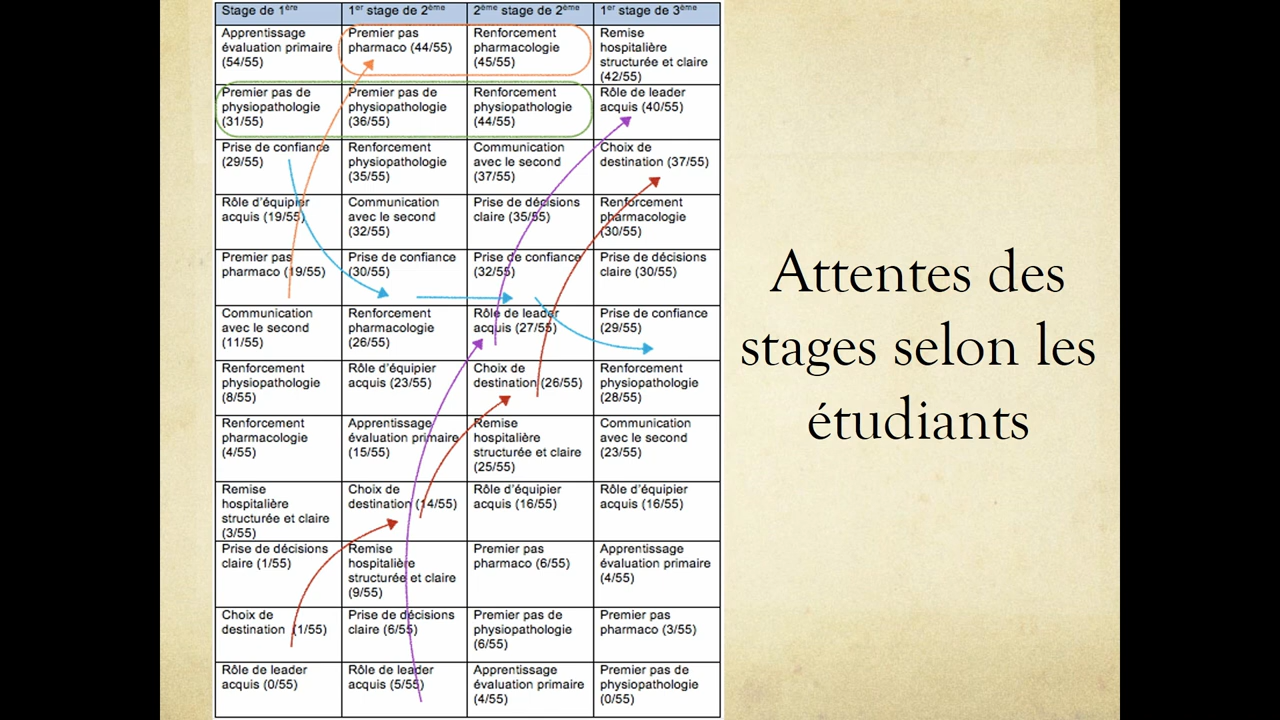 Stage de 1ère
1er stage de 2ème
2ème stage de 2ème
1er stage de 3ème
Apprentissage
évaluation primaire
(54/55)
Premier pas
pharmaco (44/55)
Renforcement
pharmacologie
(45/55)
Remise
hospitalière
structurée et claire
(42/55)
Premier pas de
physiopathologie
(31/55)
Premier pas de
physiopathologie
(36/55)
Renforcement
physiopathologie
(44/55)
Rôle de leader
acquis (40/55)
Prise de confiance
(29/55)
Renforcement
physiopathologie
(35/55)
Communication
avec le second
(37/55)
Choix de
destination (37/55)
Rôle d'équipier
acquis (19/55)
Communication
avec le second
(32/55)
Prise de décisions
claire (35/55)
Renforcement
pharmacologie
(30/55)
Premier pas
pharmaco (19/55)
Prise de confiance
(30/55)
Prise de confiance
(32/55)
Prise de décisions
claire (30/55)
Communication
avec le second
(11/55)
Renforcement
pharmacologie
(26/55)
Rôle de leader
acquis (27/55)
Prise de confiance
(29/55)
Renforcement
physiopathologie
(8/55)
Rôle d'équipier
acquis (23/55)
Choix de
destination (26/55)
Renforcement
physiopathologie
(28/55)
Renforcement
pharmacologie
(4/55)
Apprentissage
évaluation primaire
(15/55)
Remise
hospitalière
structurée et claire
(25/55)
Communication
avec le second
(23/55)
Remise
hospitalière
structurée et claire
(3/55)
Choix de
destination (14/55)
Rôle d'équipier
acquis (16/55)
Rôle d'équipier
acquis (16/55)
Prise de décisions
claire (1/55)
Remise
hospitalière
structurée et claire
(9/55)
Premier pas
pharmaco (6/55)
Apprentissage
évaluation primaire
(4/55)
Choix de
destination (1/55)
Prise de décisions
claire (6/55)
Premier pas de
physiopathologie
(6/55)
Premier pas
pharmaco (3/55)
Rôle de leader
acquis (0/55)
Rôle de leader
acquis (5/55)
Apprentissage
évaluation primaire
(4/55)
Premier pas de
physiopathologie
(0/55)
Attentes des
stages selon les
étudiants